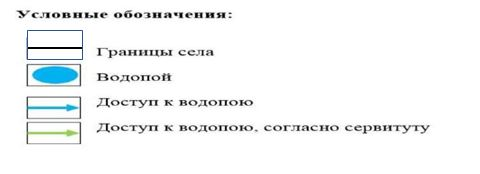 Условные обозначения:
Границы села
Водопой
Доступ к водопою
Доступ к водопою, согласно сервитуту